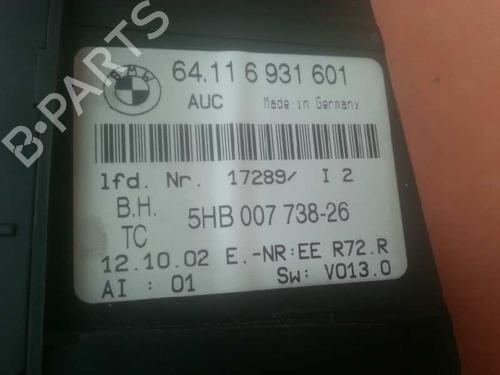 B-PARTS
BMW
64.11 6 931 601
AUC Made in Germany
lfd. Nr. 17289/ I 2
B.H. 5HB 007 738-26
TC
12.10.02 E.-NR:EE R72.R
AI : 01 Sw: V013.0